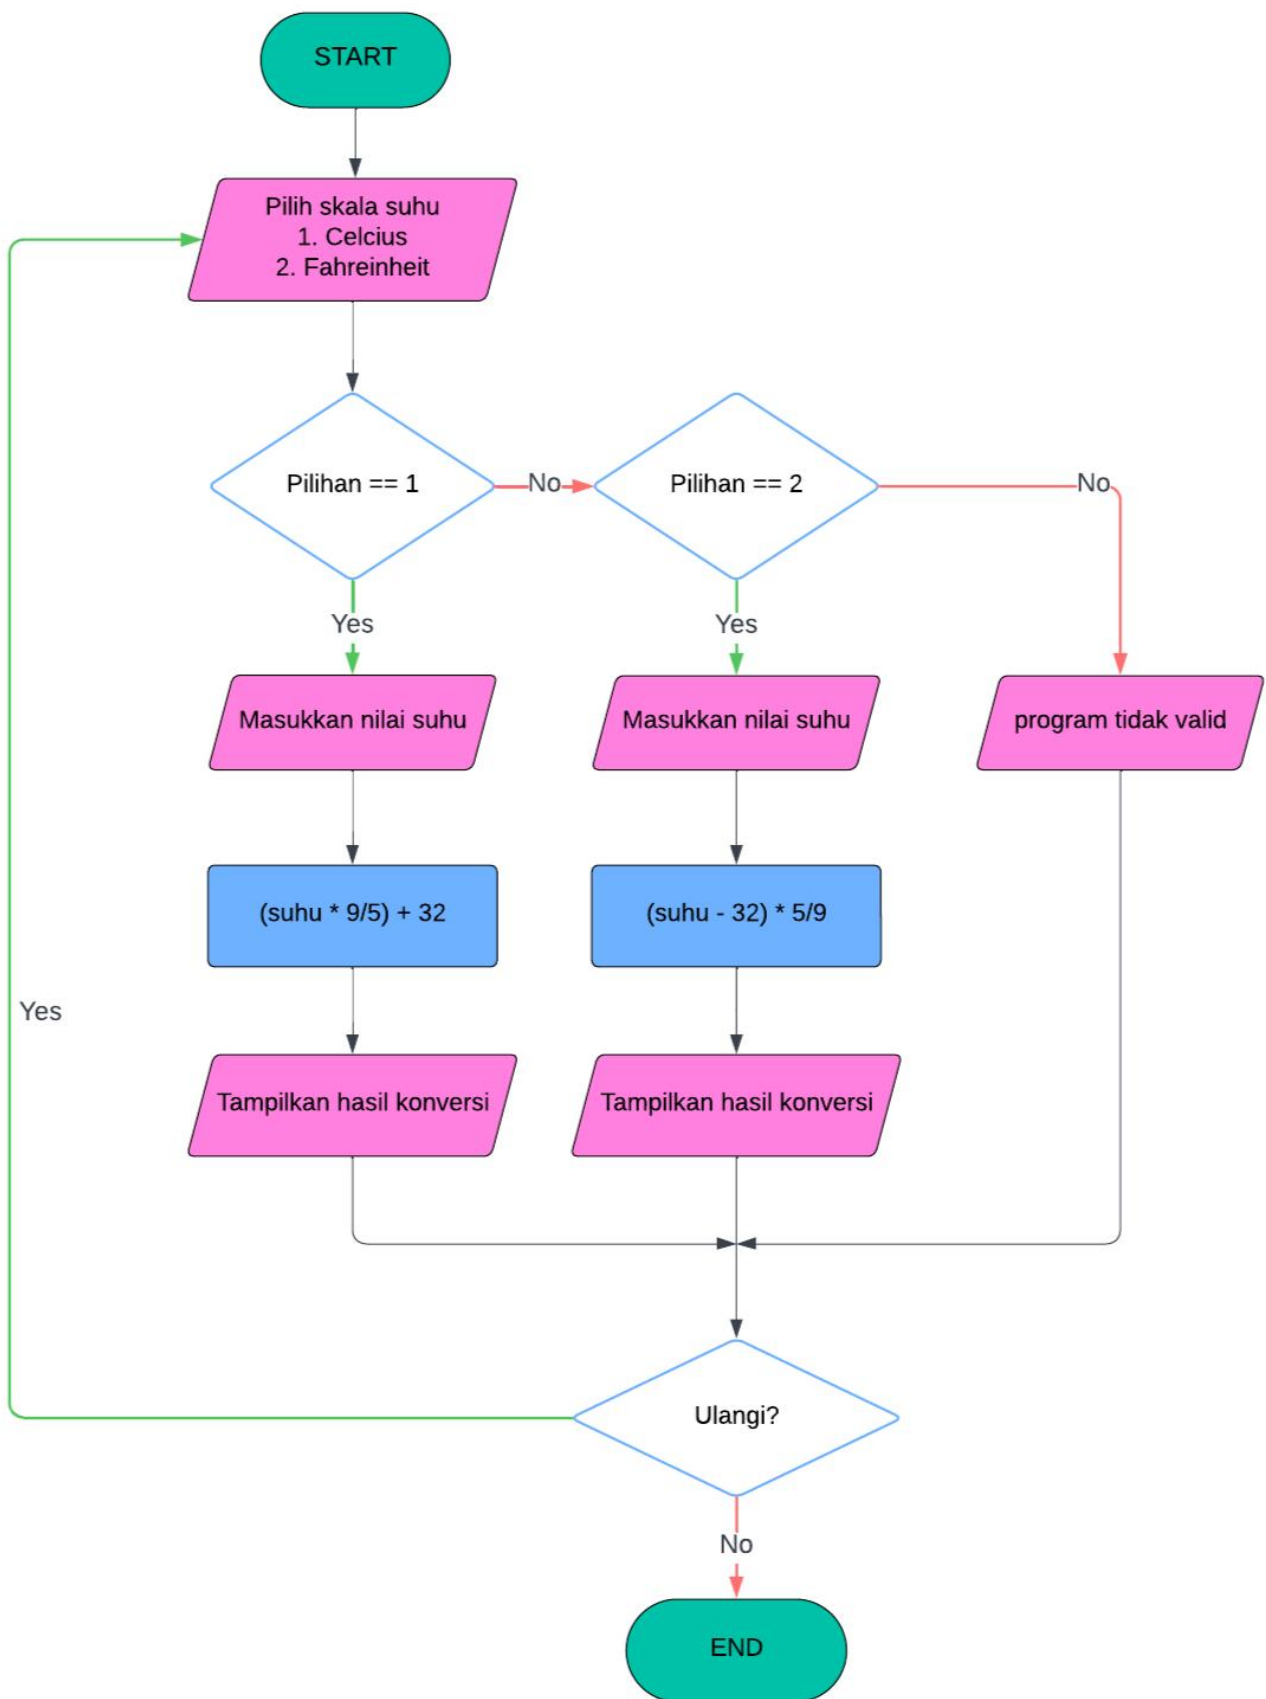 START
Pilih skala suhu
1. Celcius
2. Fahreinheit
Pilihan == 1
No
Pilihan == 2
No
Yes
Yes
Masukkan nilai suhu
Masukkan nilai suhu
program tidak valid
(suhu * 9/5) + 32
(suhu - 32) * 5/9
Yes
Tampilkan hasil konversi
Tampilkan hasil konversi
Ulangi?
No
END